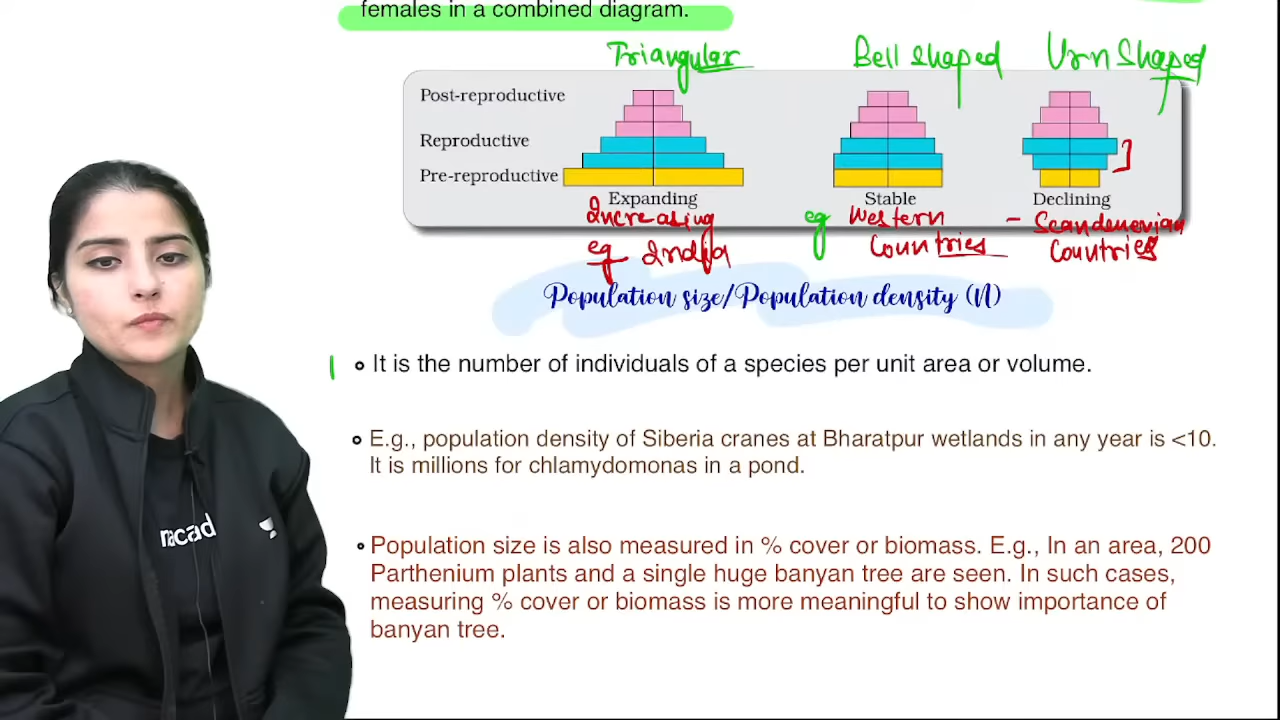 females in a combined diagram.
Triangular Bell shaped Urn Shaped
Post-reproductive
Reproductive
Pre-reproductive
Expanding Stable Declining
Increasing eg Western - Scandenevian
eg India Countries Countries
Population size/Population density (N)
It is the number of individuals of a species per unit area or volume.
E.g., population density of Siberia cranes at Bharatpur wetlands in any year is <10.
It is millions for chlamydomonas in a pond.
Population size is also measured in % cover or biomass. E.g., In an area, 200
Parthenium plants and a single huge banyan tree are seen. In such cases,
measuring % cover or biomass is more meaningful to show importance of
banyan tree.